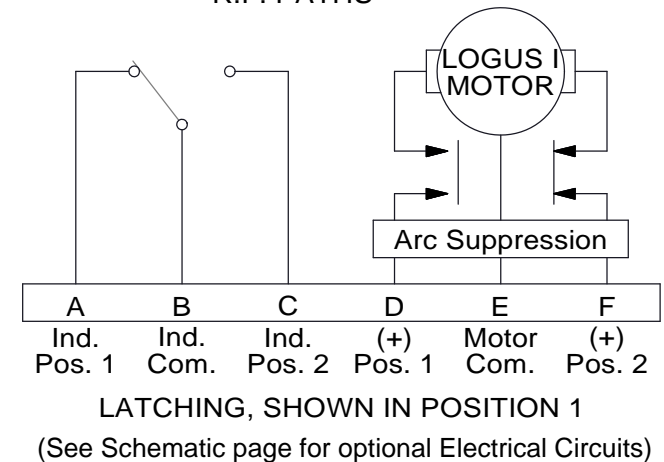 LOGUS I
MOTOR
Arc Suppression
A B C D E F
Ind. Ind. Ind. (+) Motor (+)
Pos. 1 Com. Pos. 2 Pos. 1 Com. Pos. 2
LATCHING, SHOWN IN POSITION 1
(See Schematic page for optional Electrical Circuits)